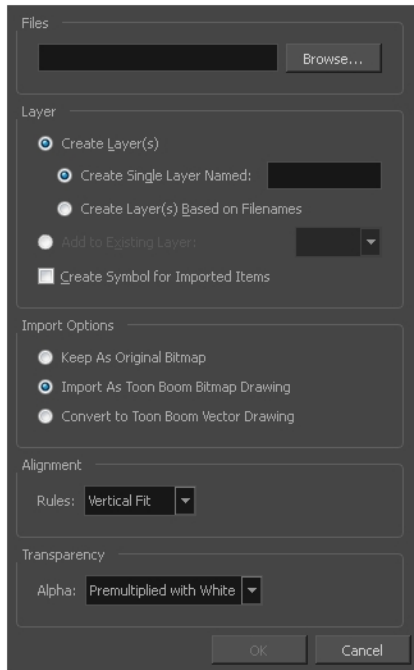 Files
Browse...
Layer
Create Layer(s)
Create Single Layer Named:
Create Layer(s) Based on Filenames
Add to Existing Layer:
Create Symbol for Imported Items
Import Options
Keep As Original Bitmap
Import As Toon Boom Bitmap Drawing
Convert to Toon Boom Vector Drawing
Alignment
Rules: Vertical Fit
Transparency
Alpha: Premultiplied with White
OK Cancel